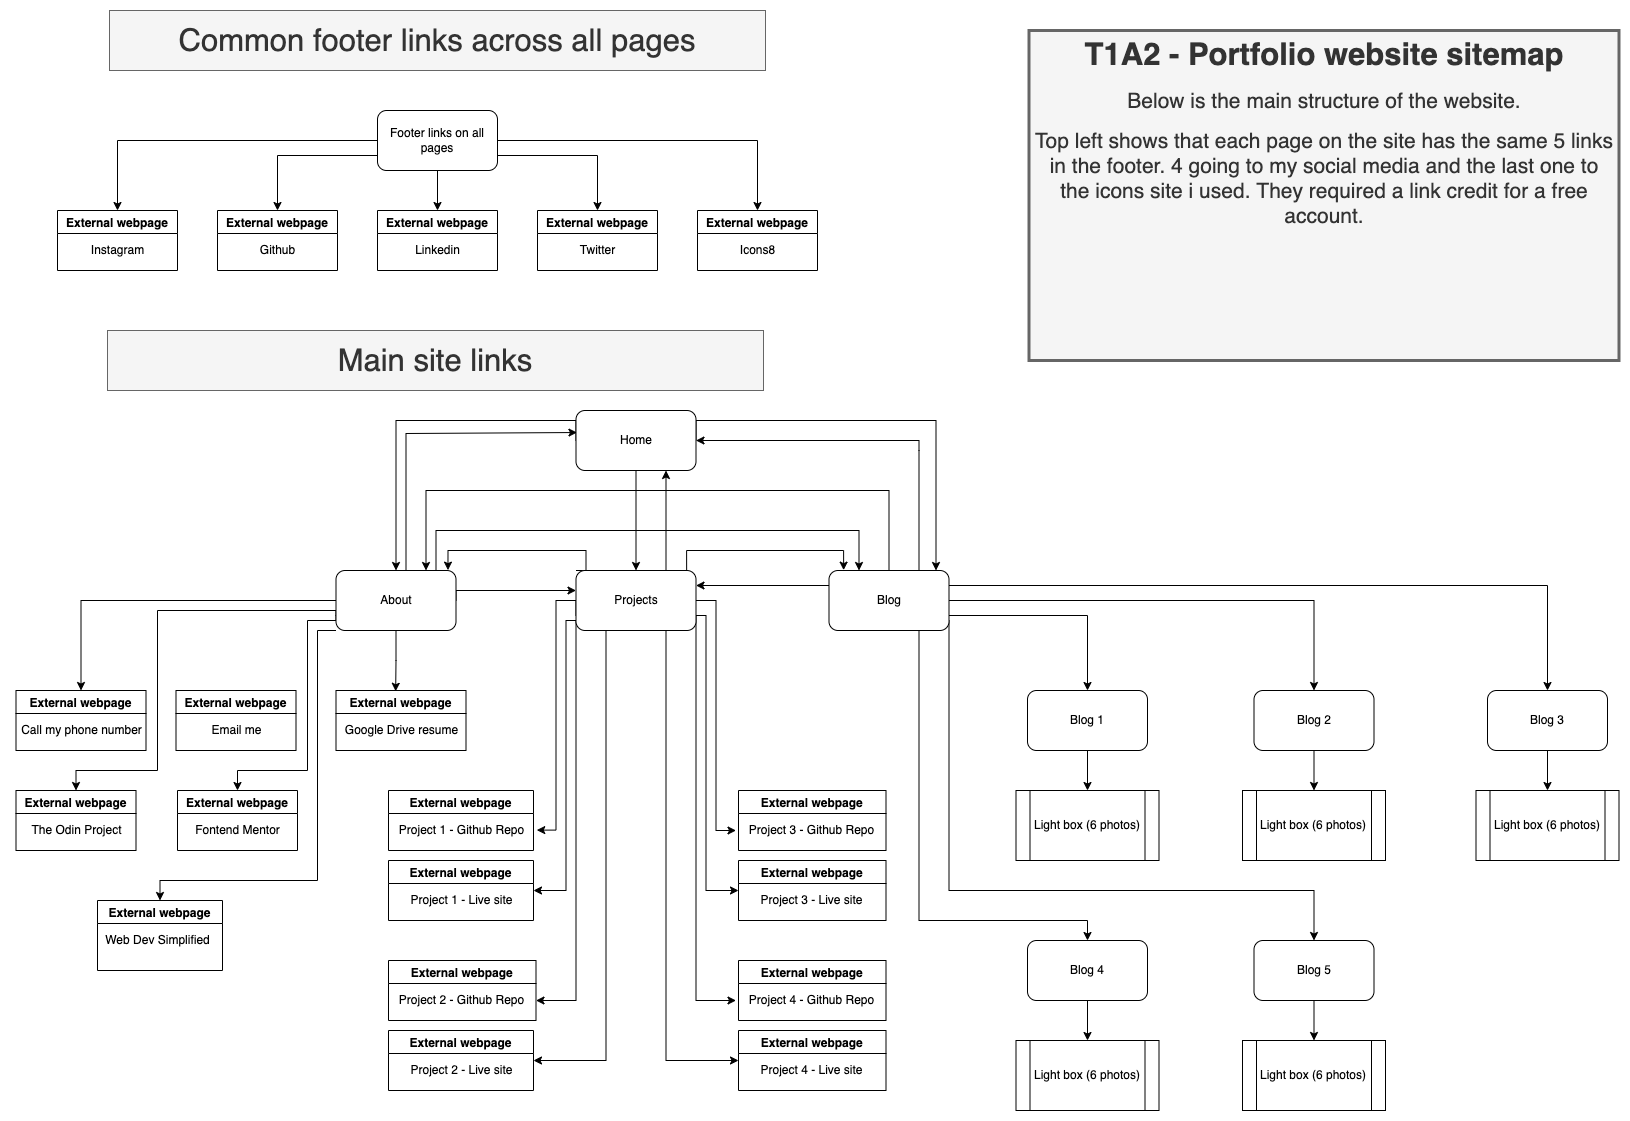 Common footer links across all pages
T1A2 - Portfolio website sitemap
Below is the main structure of the website.
Top left shows that each page on the site has the same 5 links
in the footer. 4 going to my social media and the last one to
the icons site i used. They required a link credit for a free
account.
Footer links on all
pages
External webpage
Instagram
External webpage
Github
External webpage
Linkedin
External webpage
Twitter
External webpage
Icons8
Main site links
Home
About
Projects
Blog
External webpage
Call my phone number
External webpage
Email me
External webpage
Google Drive resume
External webpage
The Odin Project
External webpage
Fontend Mentor
External webpage
Web Dev Simplified
External webpage
Project 1 - Github Repo
External webpage
Project 1 - Live site
External webpage
Project 2 - Github Repo
External webpage
Project 2 - Live site
External webpage
Project 3 - Github Repo
External webpage
Project 3 - Live site
External webpage
Project 4 - Github Repo
External webpage
Project 4 - Live site
Blog 1
Blog 2
Blog 3
Light box (6 photos)
Light box (6 photos)
Light box (6 photos)
Blog 4
Blog 5
Light box (6 photos)
Light box (6 photos)